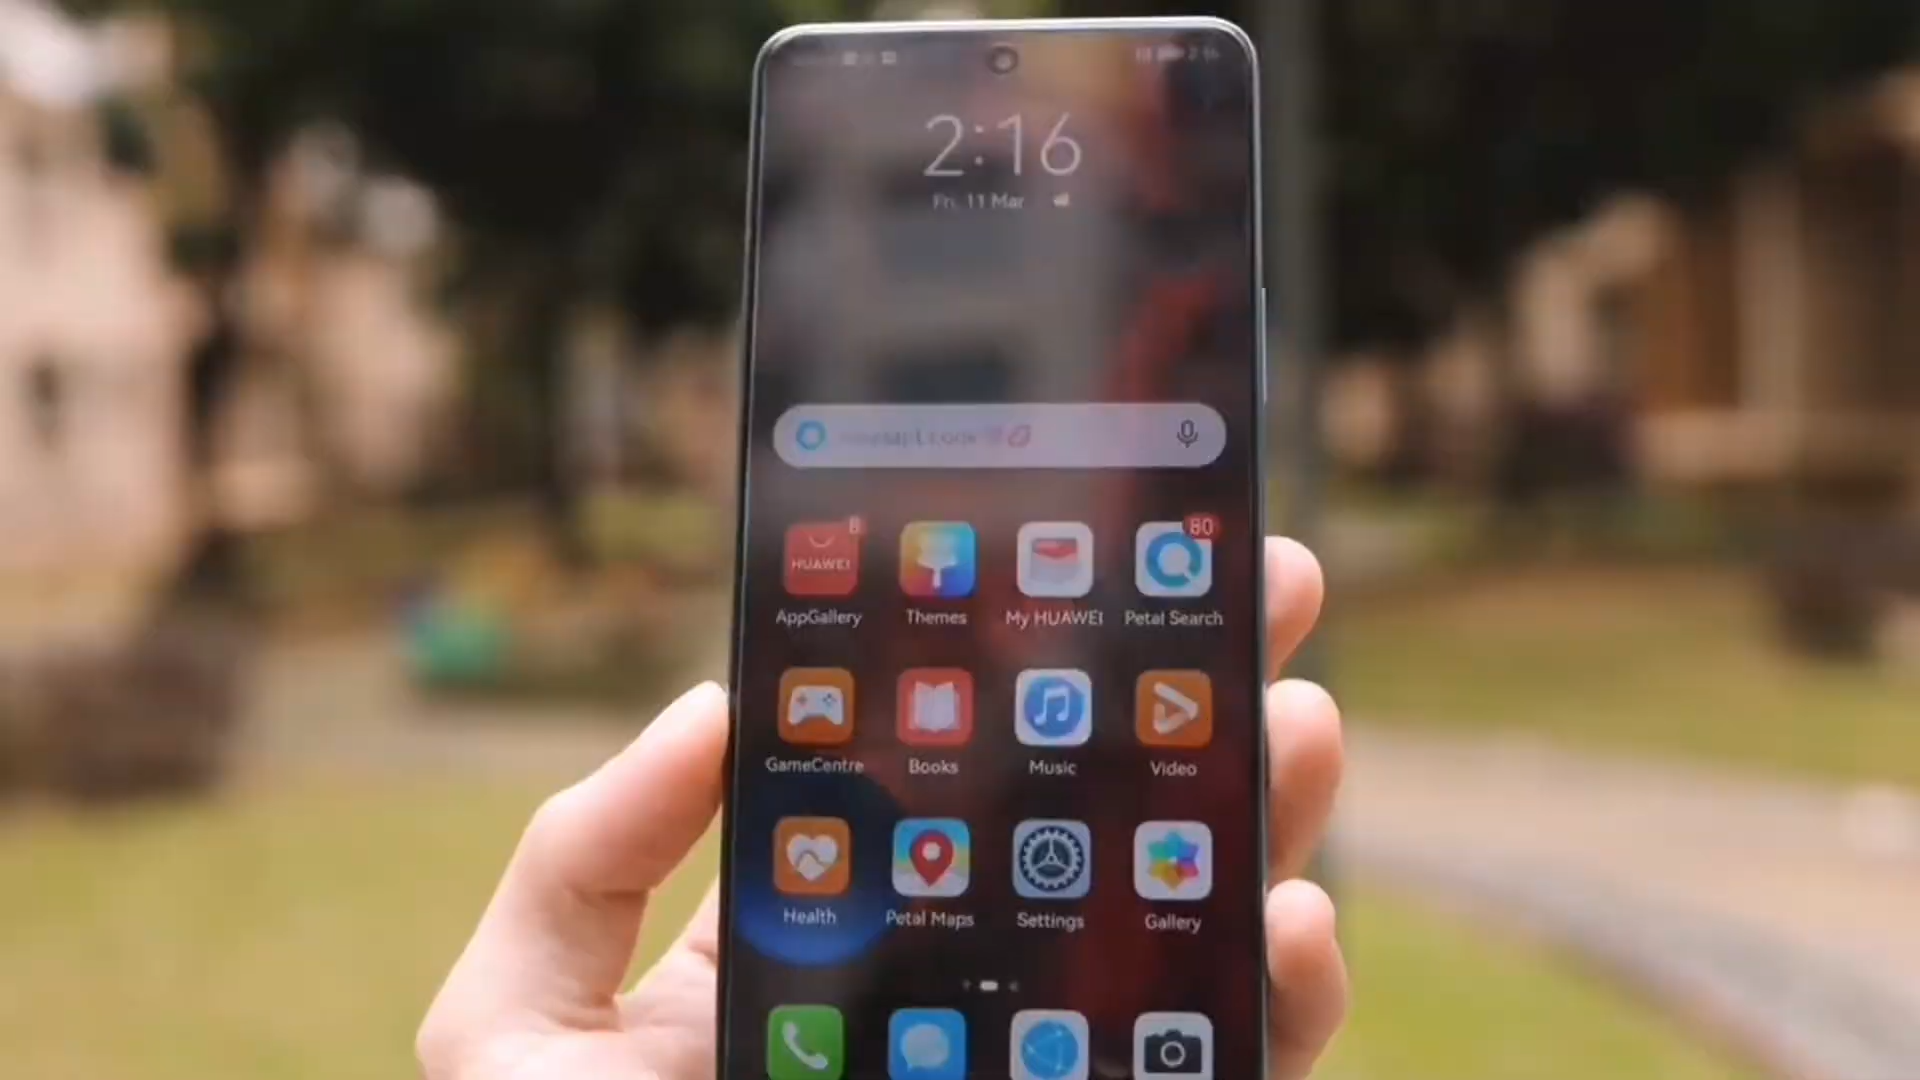 2:16
Fri, 11 Mar
8
80
HUAWEI
AppGallery Themes My HUAWEI Petal Search
GameCentre Books Music Video
Health Petal Maps Settings Gallery